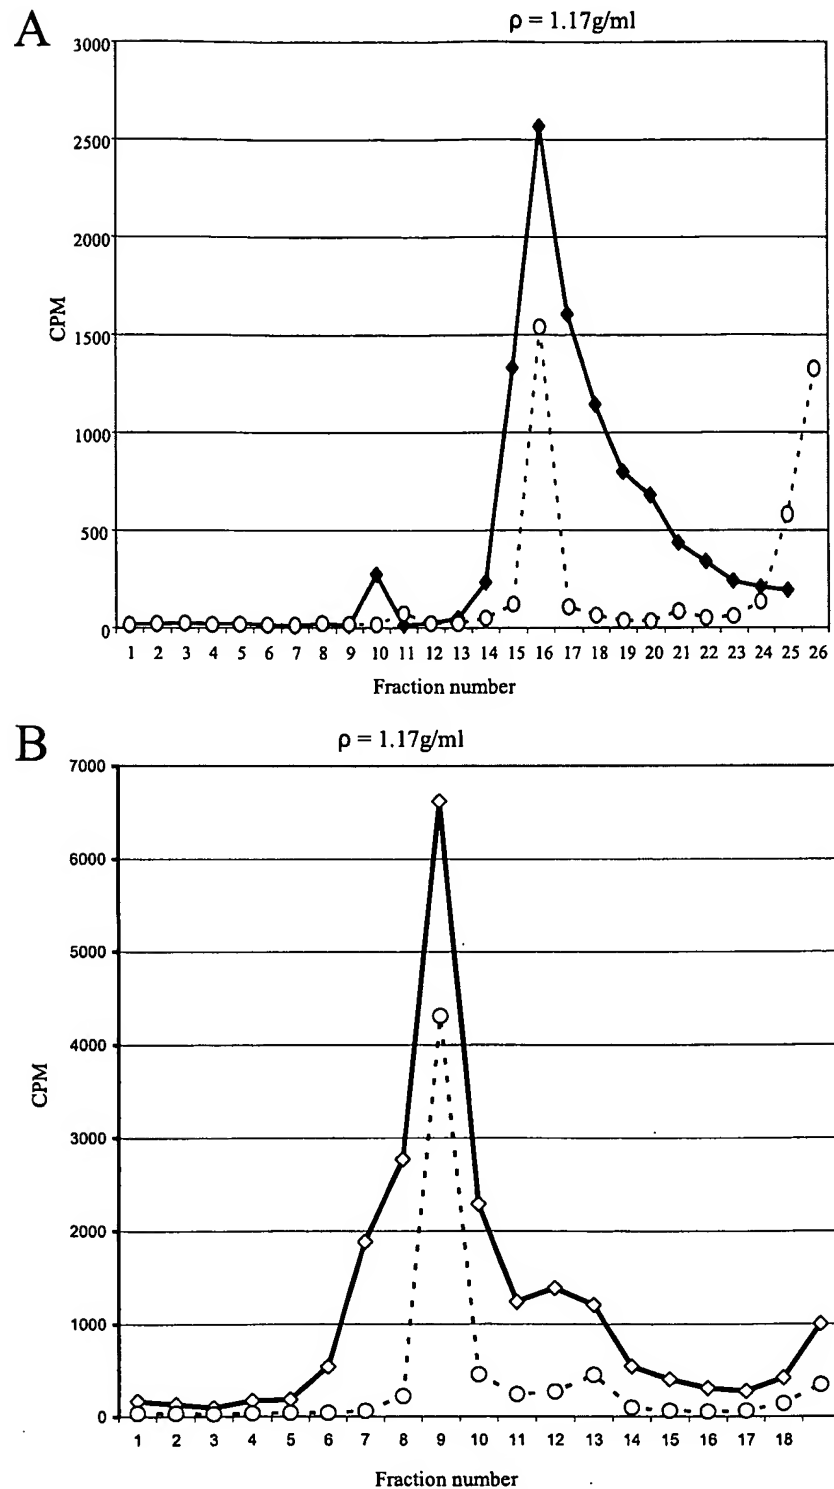 A
ρ = 1.17g/ml
3000
2500
2000
1500
1000
500
0
CPM
1 2 3 4 5 6 7 8 9 10 11 12 13 14 15 16 17 18 19 20 21 22 23 24 25 26
Fraction number
B
ρ = 1.17g/ml
7000
6000
5000
4000
3000
2000
1000
0
CPM
1 2 3 4 5 6 7 8 9 10 11 12 13 14 15 16 17 18
Fraction number